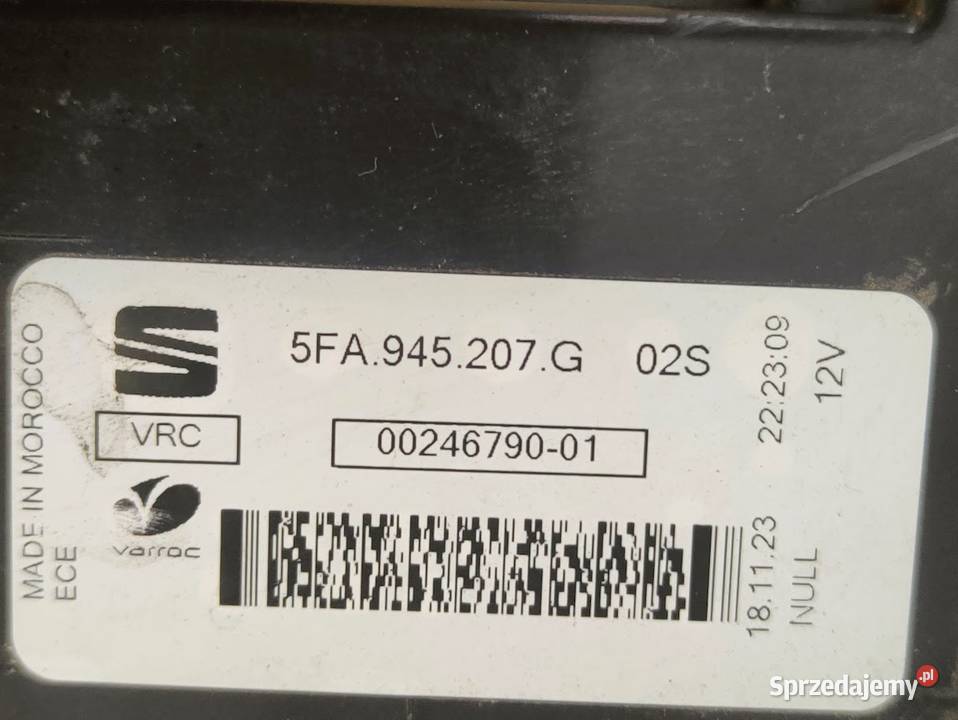 5FA.945.207.G 02S
VRC
00246790-01
varroc
MADE IN MOROCCO
ECE
22:23:09
12V
18.11.23
NULL
Sprzedajemy.pl